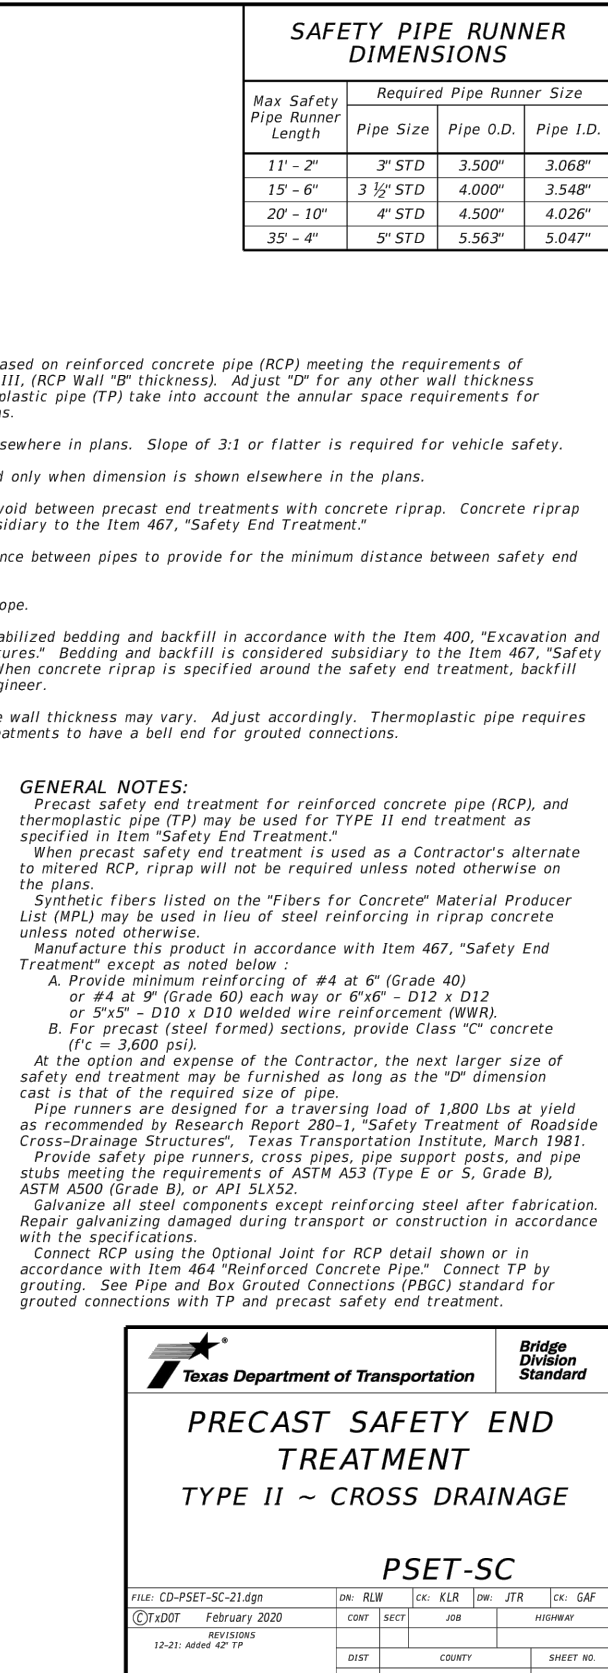 SAFETY PIPE RUNNER
DIMENSIONS
Max Safety
Pipe Runner
Length
Required Pipe Runner Size
Pipe Size Pipe O.D. Pipe I.D.
11' - 2" 3" STD 3.500" 3.068"
15' - 6" 3 ½" STD 4.000" 3.548"
20' - 10" 4" STD 4.500" 4.026"
35' - 4" 5" STD 5.563" 5.047"
ased on reinforced concrete pipe (RCP) meeting the requirements of
III, (RCP Wall "B" thickness). Adjust "D" for any other wall thickness
plastic pipe (TP) take into account the annular space requirements for
s.
sewhere in plans. Slope of 3:1 or flatter is required for vehicle safety.
d only when dimension is shown elsewhere in the plans.
void between precast end treatments with concrete riprap. Concrete riprap
sidiary to the Item 467, "Safety End Treatment."
nce between pipes to provide for the minimum distance between safety end
ope.
abilized bedding and backfill in accordance with the Item 400, "Excavation and
tures." Bedding and backfill is considered subsidiary to the Item 467, "Safety
When concrete riprap is specified around the safety end treatment, backfill
gineer.
e wall thickness may vary. Adjust accordingly. Thermoplastic pipe requires
eatments to have a bell end for grouted connections.
GENERAL NOTES:
Precast safety end treatment for reinforced concrete pipe (RCP), and
thermoplastic pipe (TP) may be used for TYPE II end treatment as
specified in Item "Safety End Treatment."
When precast safety end treatment is used as a Contractor's alternate
to mitered RCP, riprap will not be required unless noted otherwise on
the plans.
Synthetic fibers listed on the "Fibers for Concrete" Material Producer
List (MPL) may be used in lieu of steel reinforcing in riprap concrete
unless noted otherwise.
Manufacture this product in accordance with Item 467, "Safety End
Treatment" except as noted below :
A. Provide minimum reinforcing of #4 at 6" (Grade 40)
or #4 at 9" (Grade 60) each way or 6"x6" - D12 x D12
or 5"x5" - D10 x D10 welded wire reinforcement (WWR).
B. For precast (steel formed) sections, provide Class "C" concrete
(f'c = 3,600 psi).
At the option and expense of the Contractor, the next larger size of
safety end treatment may be furnished as long as the "D" dimension
cast is that of the required size of pipe.
Pipe runners are designed for a traversing load of 1,800 Lbs at yield
as recommended by Research Report 280-1, "Safety Treatment of Roadside
Cross-Drainage Structures", Texas Transportation Institute, March 1981.
Provide safety pipe runners, cross pipes, pipe support posts, and pipe
stubs meeting the requirements of ASTM A53 (Type E or S, Grade B),
ASTM A500 (Grade B), or API 5LX52.
Galvanize all steel components except reinforcing steel after fabrication.
Repair galvanizing damaged during transport or construction in accordance
with the specifications.
Connect RCP using the Optional Joint for RCP detail shown or in
accordance with Item 464 "Reinforced Concrete Pipe." Connect TP by
grouting. See Pipe and Box Grouted Connections (PBGC) standard for
grouted connections with TP and precast safety end treatment.
®
Texas Department of Transportation
Bridge
Division
Standard
PRECAST SAFETY END
TREATMENT
TYPE II ~ CROSS DRAINAGE
PSET-SC
FILE: CD-PSET-SC-21.dgn DN: RLW CK: KLR DW: JTR CK: GAF
©TxDOT February 2020 CONT SECT JOB HIGHWAY
REVISIONS
12-21: Added 42" TP
DIST COUNTY SHEET NO.